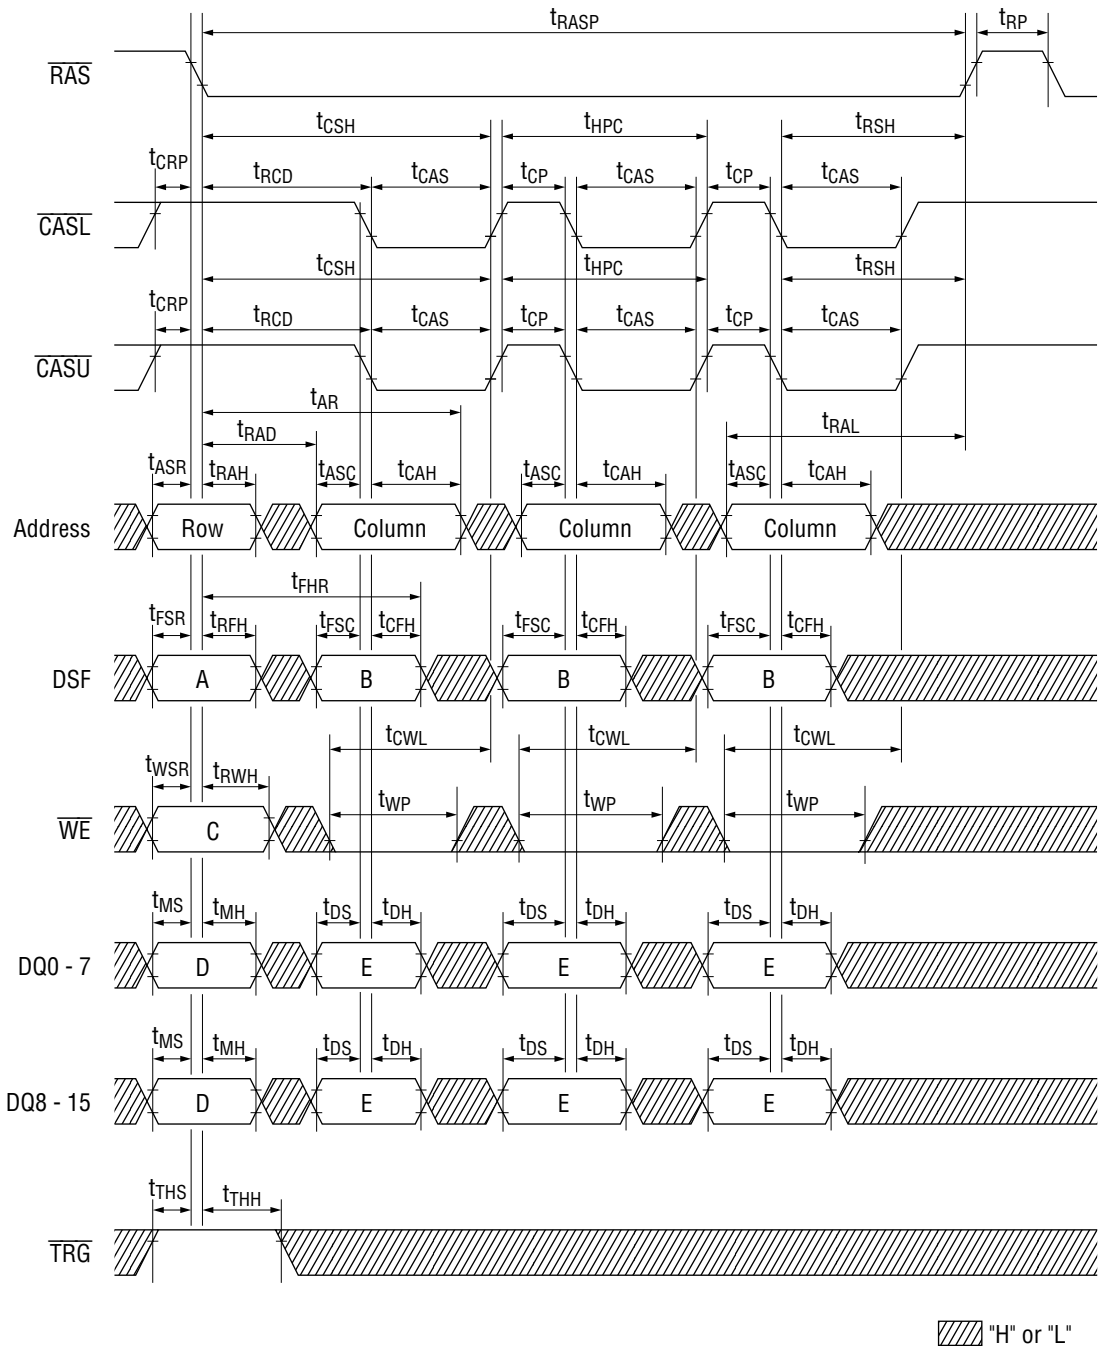 tRASP tRP
RAS
tCSH tHPC tRSH
tCRP tRCD tCAS tCP tCAS tCP tCAS
CASL
tCSH tHPC tRSH
tCRP tRCD tCAS tCP tCAS tCP tCAS
CASU
tAR
tRAD tRAL
tASR tRAH tASC tCAH tASC tCAH tASC tCAH
Address Row Column Column Column
tFHR
tFSR tRFH tFSC tCFH tFSC tCFH tFSC tCFH
DSF A B B B
tCWL tCWL tCWL
tWSR tRWH
tWP tWP tWP
WE C
tMS tMH tDS tDH tDS tDH tDS tDH
DQ0 - 7 D E E E
tMS tMH tDS tDH tDS tDH tDS tDH
DQ8 - 15 D E E E
tTHS tTHH
TRG
"H" or "L"